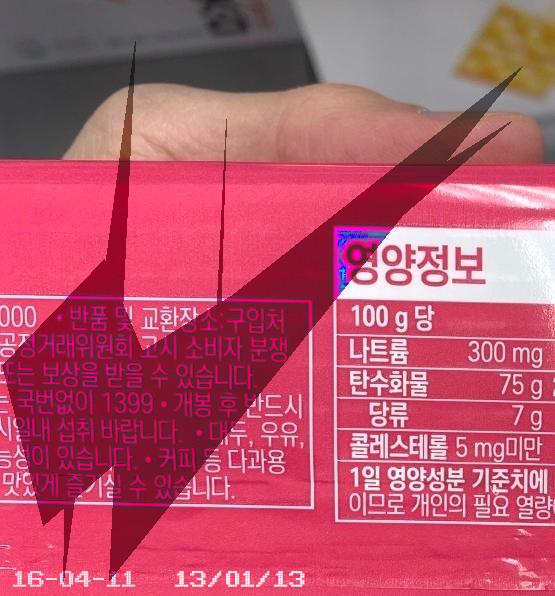 000 • 반품 및 교환장소:구입처
공정거래위원회 고시 소비자 분쟁
또는 보상을 받을 수 있습니다.
는 국번없이 1399 • 개봉 후 반드시
시일내 섭취 바랍니다. • 대두, 우유,
능성이 있습니다. • 커피 등 다과용
맛있게 즐기실 수 있습니다.
영양정보
100 g 당
나트륨 300 mg
탄수화물 75 g
당류 7 g
콜레스테롤 5 mg미만
1일 영양성분 기준치에
이므로 개인의 필요 열량
16-04-11 13/01/13